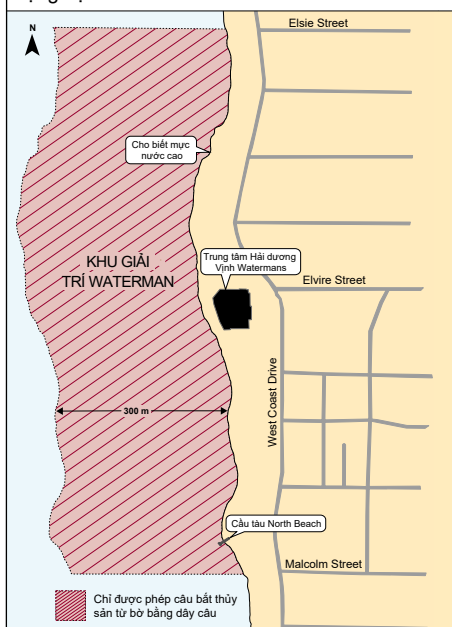 N
Elsie Street
Cho biết mực
nước cao
KHU GIẢI
TRÍ WATERMAN
Trung tâm Hải dương
Vịnh Watermans
Elvire Street
300 m
West Coast Drive
Cầu tàu North Beach
Malcolm Street
Chỉ được phép câu bắt thủy
sản từ bờ bằng dây câu